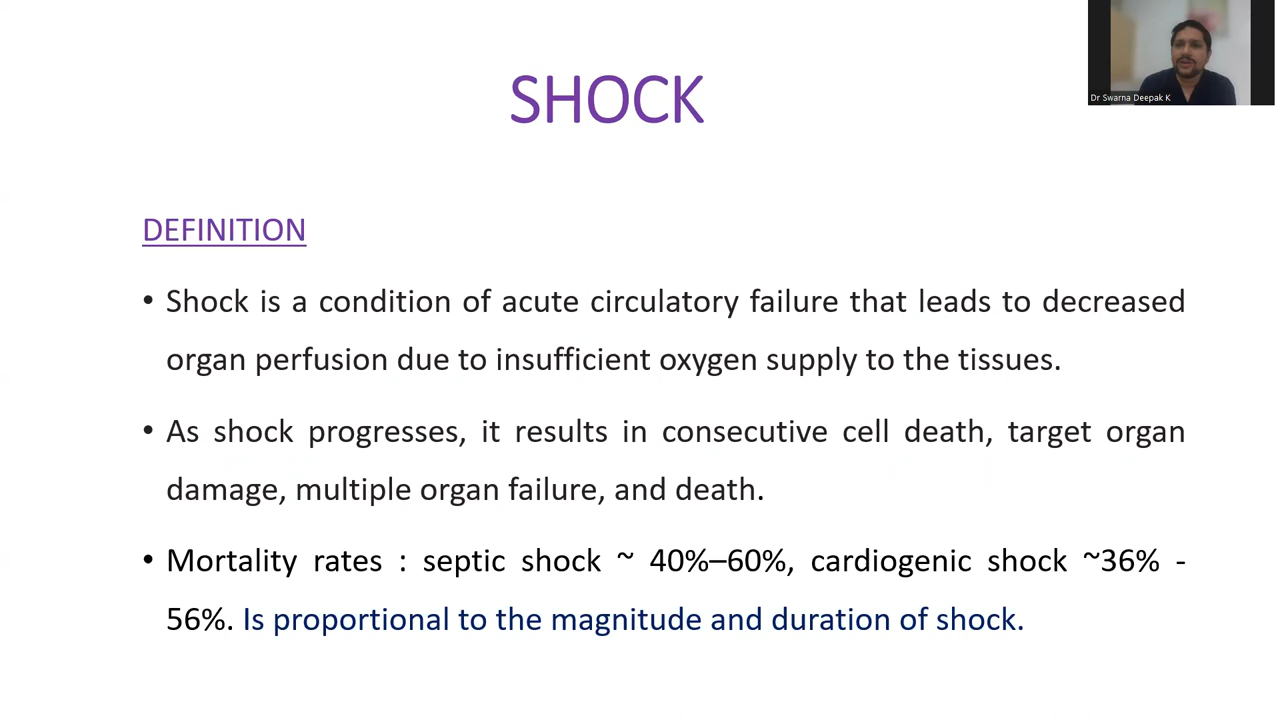 Dr Swarna Deepak K
SHOCK
DEFINITION
• Shock is a condition of acute circulatory failure that leads to decreased
organ perfusion due to insufficient oxygen supply to the tissues.
• As shock progresses, it results in consecutive cell death, target organ
damage, multiple organ failure, and death.
• Mortality rates : septic shock ~ 40%–60%, cardiogenic shock ~36% -
56%. Is proportional to the magnitude and duration of shock.